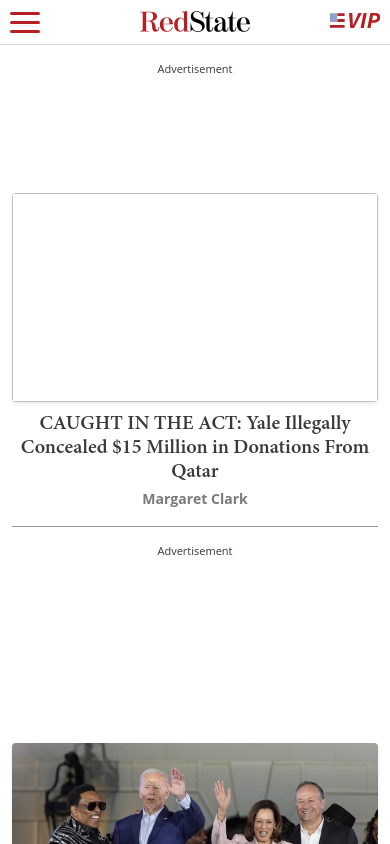 RedState
VIP
Advertisement
CAUGHT IN THE ACT: Yale Illegally
Concealed $15 Million in Donations From
Qatar
Margaret Clark
Advertisement